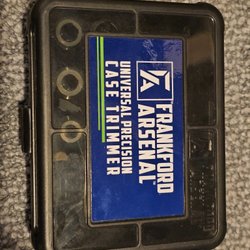 FRANKFORD
ARSENAL
UNIVERSAL PRECISION
CASE TRIMMER